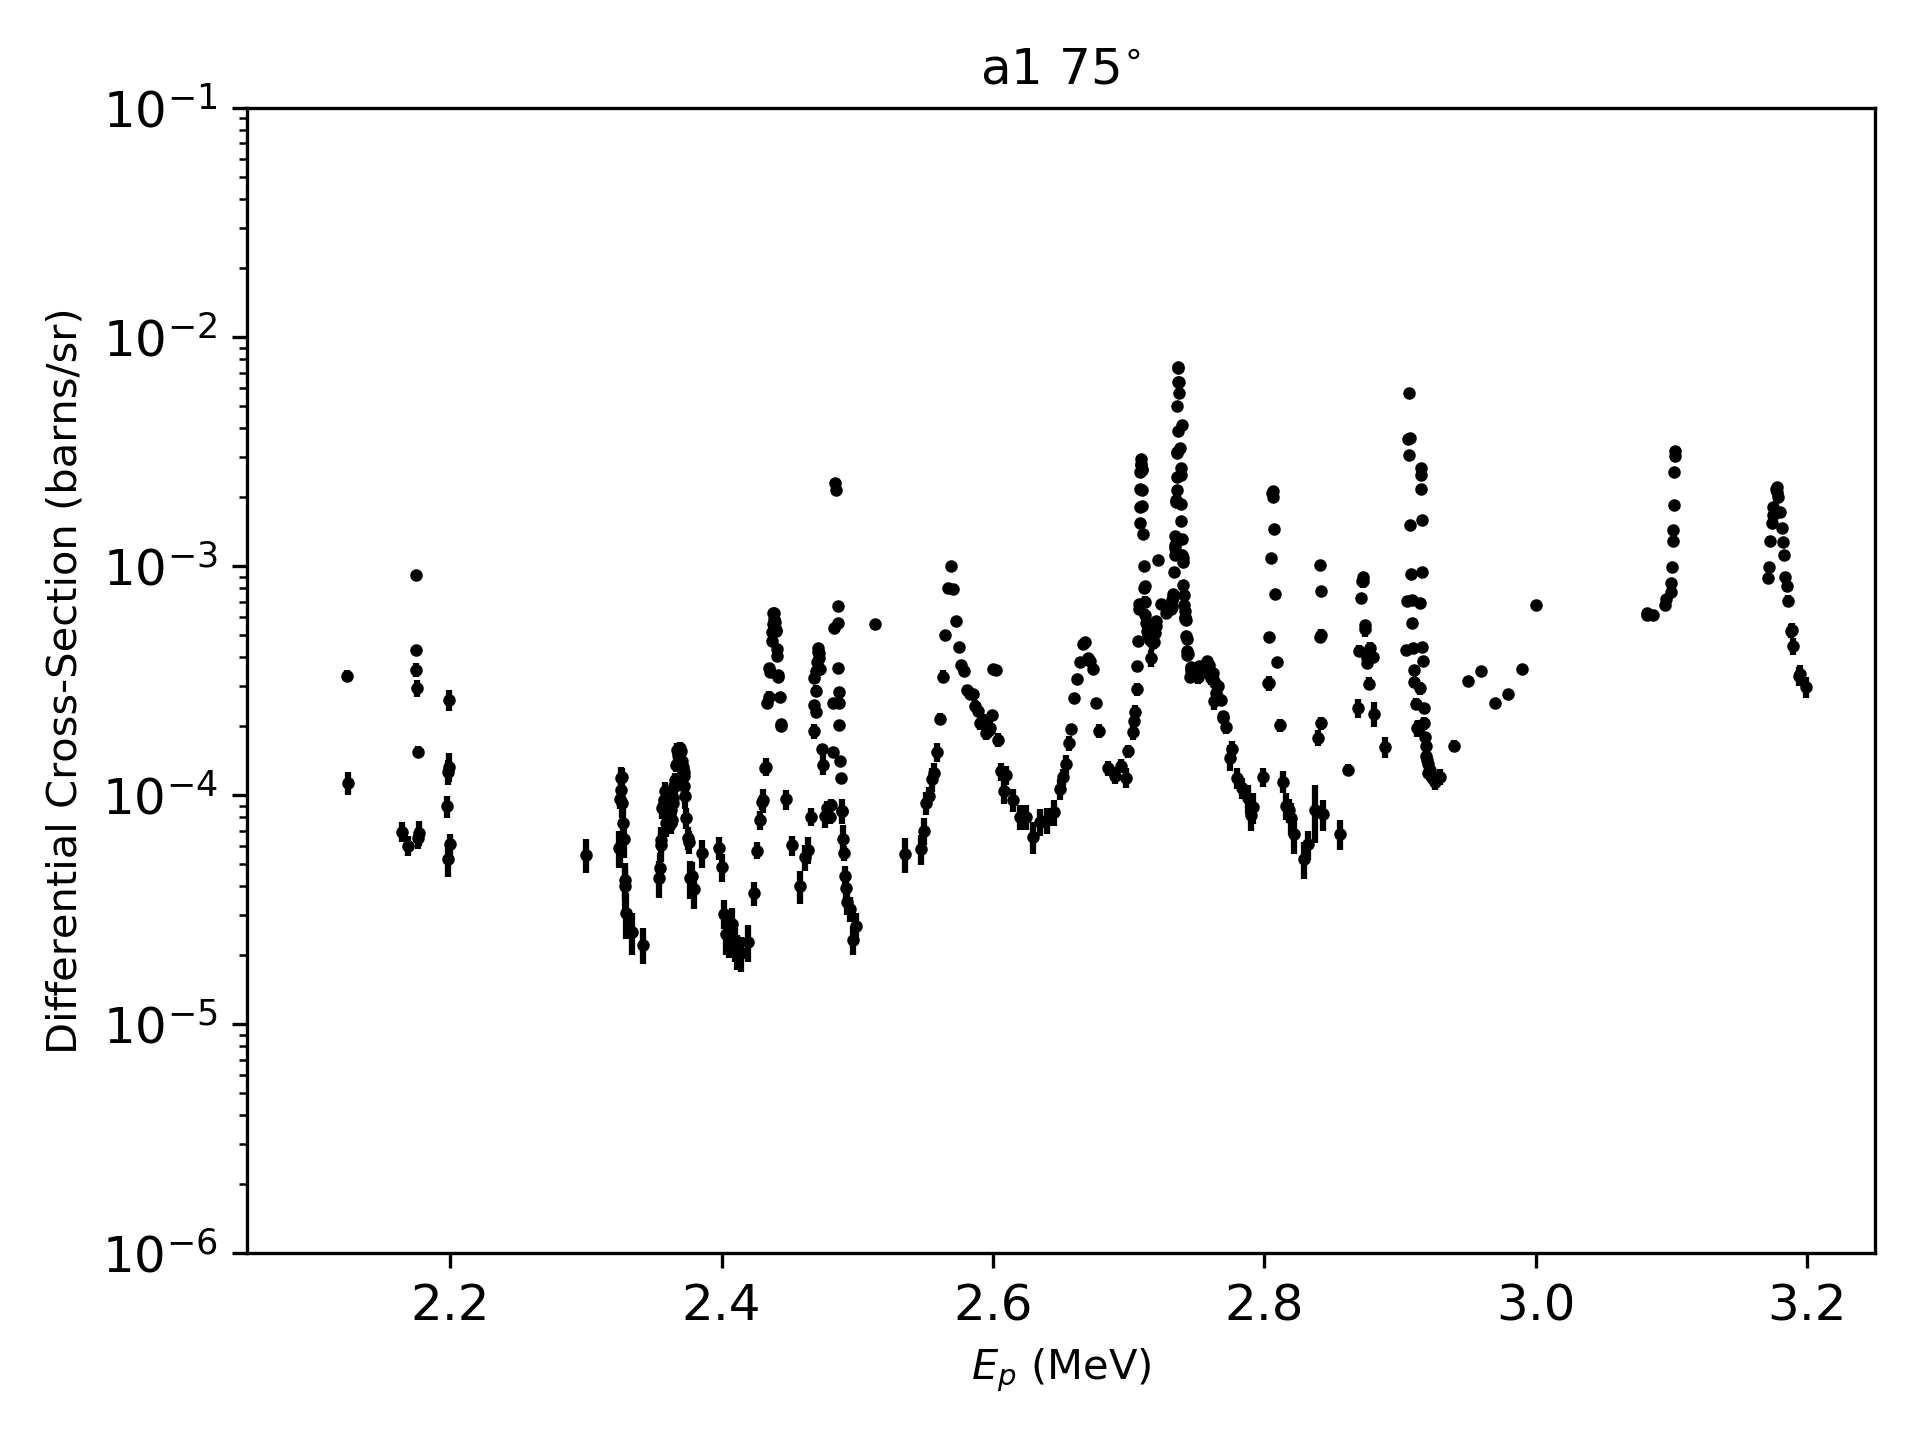 a1 75°
10⁻¹
10⁻²
10⁻³
10⁻⁴
10⁻⁵
10⁻⁶
Differential Cross-Section (barns/sr)
2.2 2.4 2.6 2.8 3.0 3.2
Eₚ (MeV)